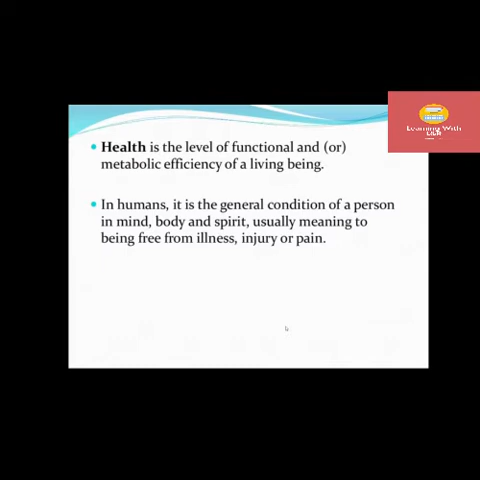 Health is the level of functional and (or)
metabolic efficiency of a living being.
In humans, it is the general condition of a person
in mind, body and spirit, usually meaning to
being free from illness, injury or pain.
Learning With